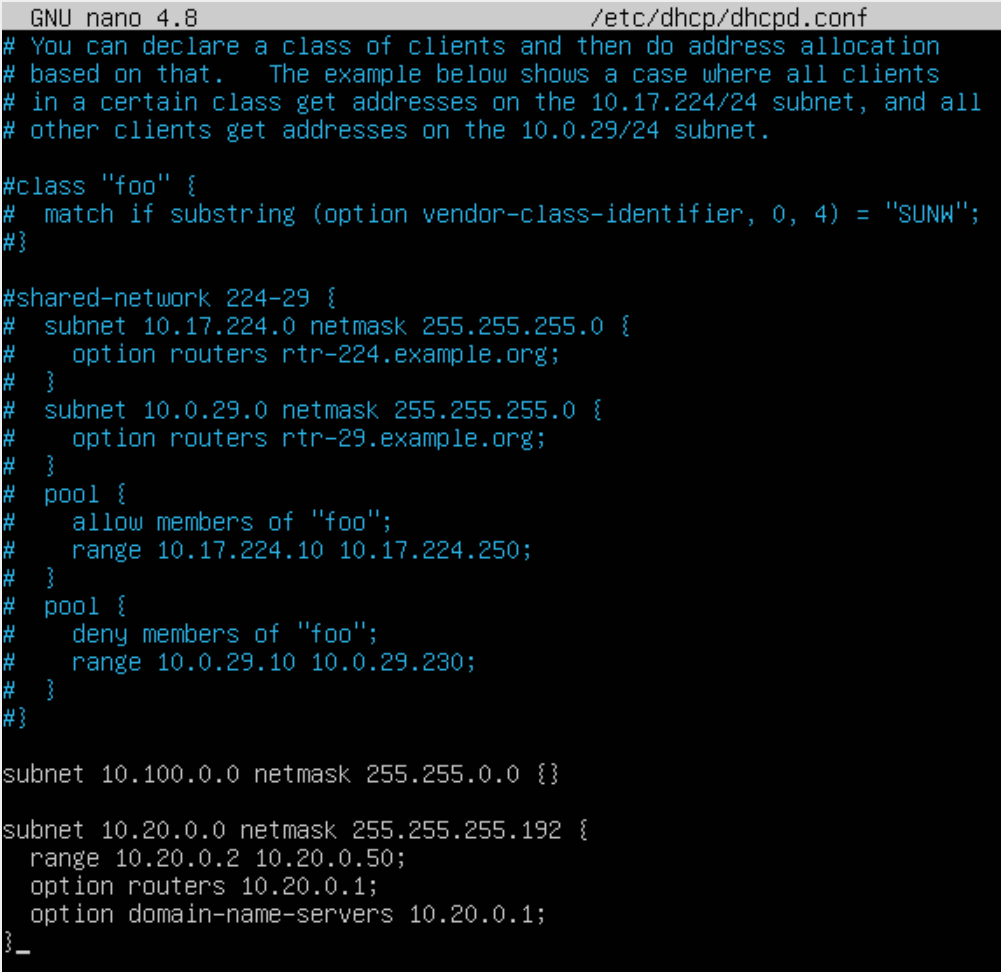 GNU nano 4.8 /etc/dhcp/dhcpd.conf
# You can declare a class of clients and then do address allocation
# based on that.   The example below shows a case where all clients
# in a certain class get addresses on the 10.17.224/24 subnet, and all
# other clients get addresses on the 10.0.29/24 subnet.

#class "foo" {
#  match if substring (option vendor-class-identifier, 0, 4) = "SUNW";
#}

#shared-network 224-29 {
#  subnet 10.17.224.0 netmask 255.255.255.0 {
#    option routers rtr-224.example.org;
#  }
#  subnet 10.0.29.0 netmask 255.255.255.0 {
#    option routers rtr-29.example.org;
#  }
#  pool {
#    allow members of "foo";
#    range 10.17.224.10 10.17.224.250;
#  }
#  pool {
#    deny members of "foo";
#    range 10.0.29.10 10.0.29.230;
#  }
#}

subnet 10.100.0.0 netmask 255.255.0.0 {}

subnet 10.20.0.0 netmask 255.255.255.192 {
  range 10.20.0.2 10.20.0.50;
  option routers 10.20.0.1;
  option domain-name-servers 10.20.0.1;
}_